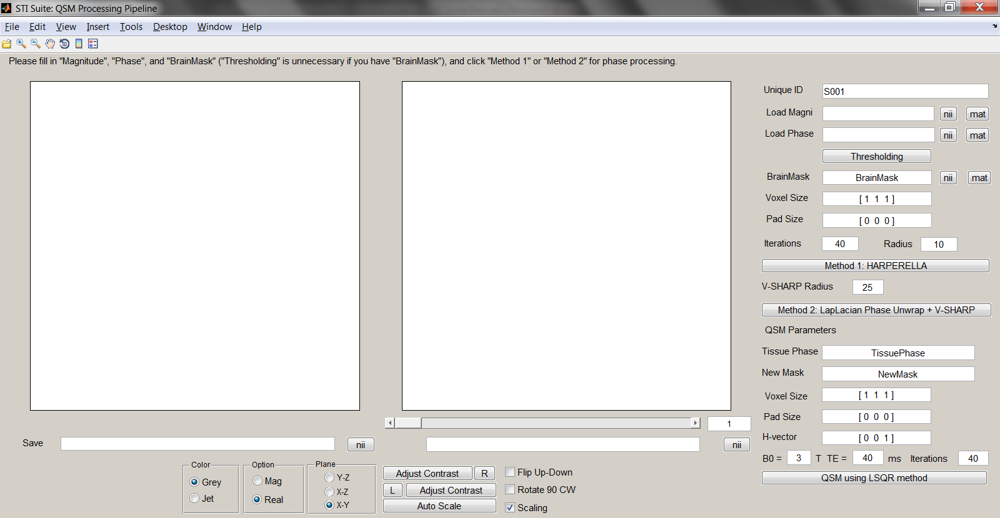 STI Suite: QSM Processing Pipeline
File Edit View Insert Tools Desktop Window Help
Please fill in "Magnitude", "Phase", and "BrainMask" ("Thresholding" is unnecessary if you have "BrainMask"), and click "Method 1" or "Method 2" for phase processing.
Unique ID S001
Load Magni nii mat
Load Phase nii mat
Thresholding
BrainMask BrainMask nii mat
Voxel Size [ 1 1 1 ]
Pad Size [ 0 0 0 ]
Iterations 40 Radius 10
Method 1: HARPERELLA
V-SHARP Radius 25
Method 2: LapLacian Phase Unwrap + V-SHARP
QSM Parameters
Tissue Phase TissuePhase
New Mask NewMask
Voxel Size [ 1 1 1 ]
Pad Size [ 0 0 0 ]
H-vector [ 0 0 1 ]
B0 = 3 T TE = 40 ms Iterations 40
QSM using LSQR method
1
Save nii nii
Color
Grey
Jet
Option
Mag
Real
Plane
Y-Z
X-Z
X-Y
Adjust Contrast R
L Adjust Contrast
Auto Scale
Flip Up-Down
Rotate 90 CW
Scaling